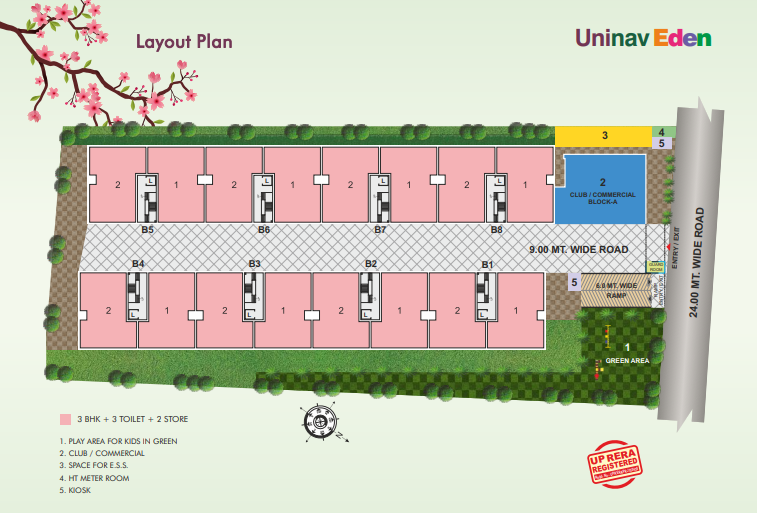 Layout Plan
Uninav Eden
3
4
5
2
CLUB / COMMERCIAL
BLOCK-A
2
1
2
1
2
1
2
1
L
L
L
L
B5
B6
B7
B8
9.00 MT. WIDE ROAD
ENTRY / EXIT
24.00 MT. WIDE ROAD
GUARD
ROOM
B4
B3
B2
B1
5
6.0 MT. WIDE
RAMP
2
1
2
1
2
1
2
1
L
L
L
L
1
GREEN AREA
3 BHK + 3 TOILET + 2 STORE
1. PLAY AREA FOR KIDS IN GREEN
2. CLUB / COMMERCIAL
3. SPACE FOR E.S.S.
4. HT METER ROOM
5. KIOSK
N
UP RERA
REGISTERED